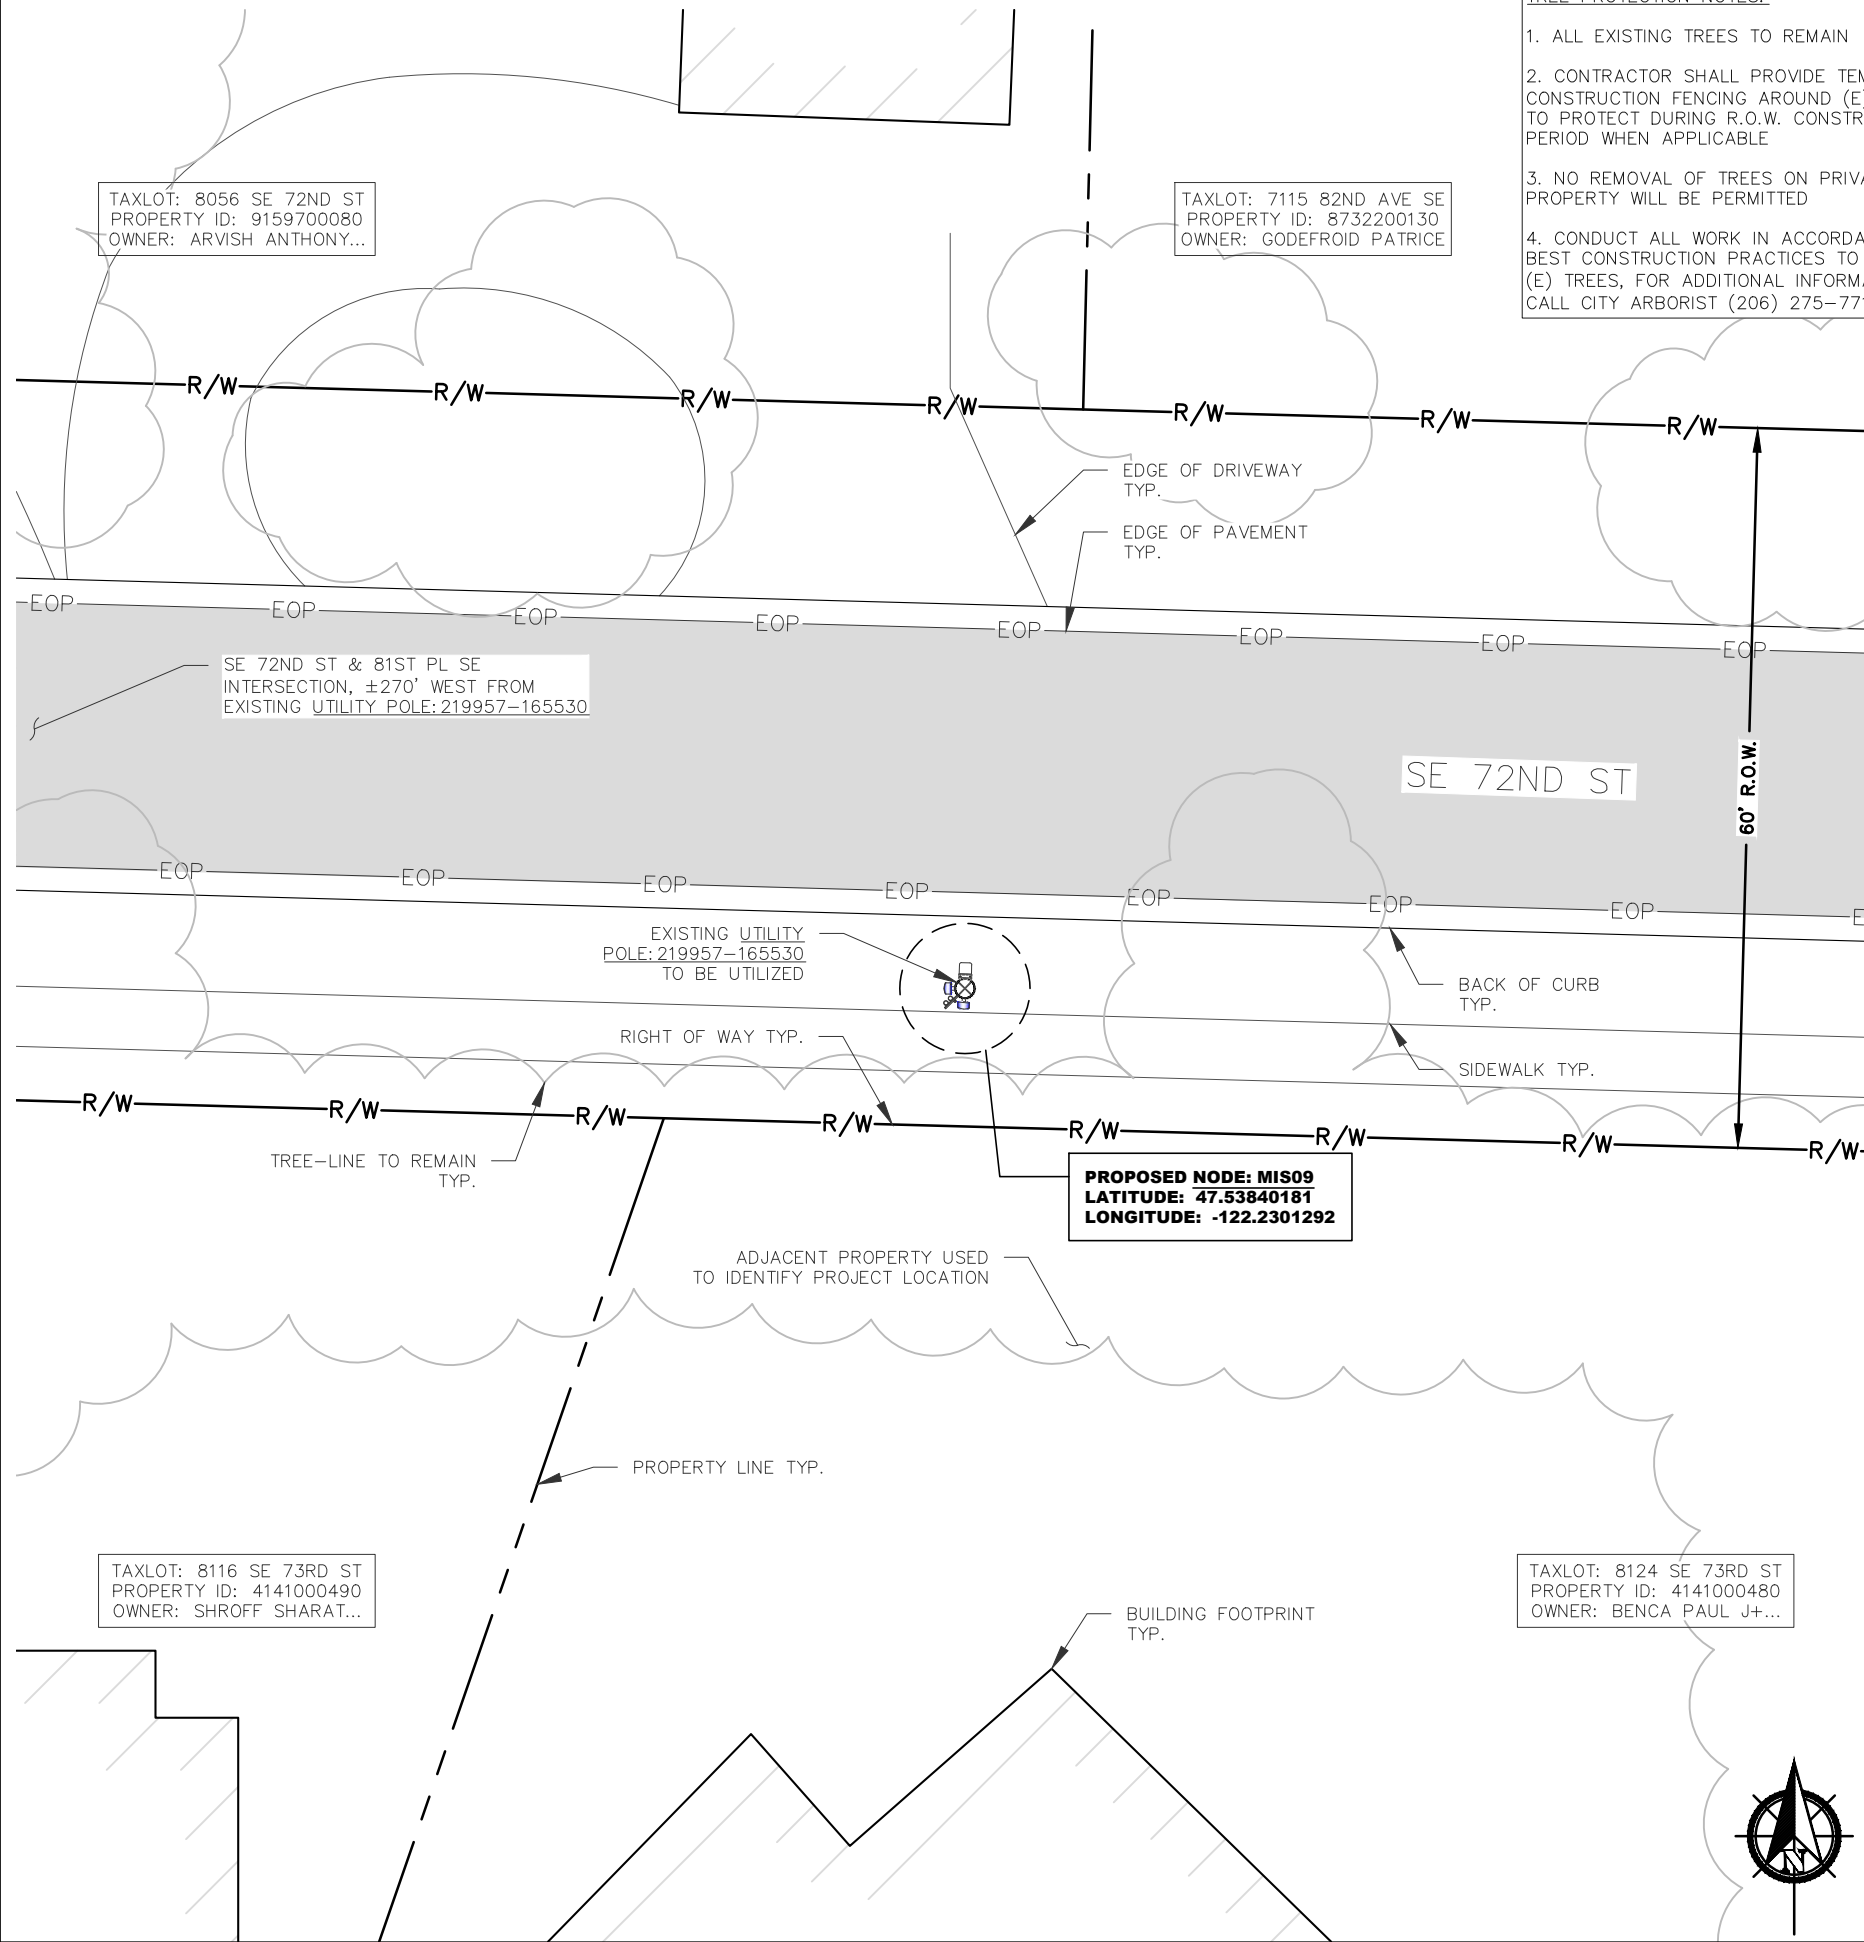 1. ALL EXISTING TREES TO REMAIN
2. CONTRACTOR SHALL PROVIDE
CONSTRUCTION FENCING AROUND
TO PROTECT DURING R.O.W.
PERIOD WHEN APPLICABLE
3. NO REMOVAL OF TREES ON
PROPERTY WILL BE PERMITTED
4. CONDUCT ALL WORK IN
BEST CONSTRUCTION PRACTICES TO
(E) TREES, FOR ADDITIONAL
CALL CITY ARBORIST (206)
TAXLOT: 8056 SE 72ND ST
PROPERTY ID: 9159700080
OWNER: ARVISH ANTHONY...
TAXLOT: 7115 82ND AVE SE
PROPERTY ID: 8732200130
OWNER: GODEFROID PATRICE
R/W R/W R/W R/W R/W R/W R/W
EDGE OF DRIVEWAY
TYP.
EDGE OF PAVEMENT
TYP.
EOP EOP EOP EOP EOP EOP EOP EOP
SE 72ND ST & 81ST PL SE
INTERSECTION, ±270' WEST FROM
EXISTING UTILITY POLE:219957-165530
SE 72ND ST
60' R.O.W.
EOP EOP EOP EOP EOP EOP EOP
EXISTING UTILITY
POLE:219957-165530
TO BE UTILIZED
BACK OF CURB
TYP.
RIGHT OF WAY TYP.
SIDEWALK TYP.
R/W R/W R/W R/W R/W R/W R/W R/W
TREE-LINE TO REMAIN
TYP.
PROPOSED NODE: MIS09
LATITUDE: 47.53840181
LONGITUDE: -122.2301292
ADJACENT PROPERTY USED
TO IDENTIFY PROJECT LOCATION
PROPERTY LINE TYP.
TAXLOT: 8116 SE 73RD ST
PROPERTY ID: 4141000490
OWNER: SHROFF SHARAT...
TAXLOT: 8124 SE 73RD ST
PROPERTY ID: 4141000480
OWNER: BENCA PAUL J+...
BUILDING FOOTPRINT
TYP.
N